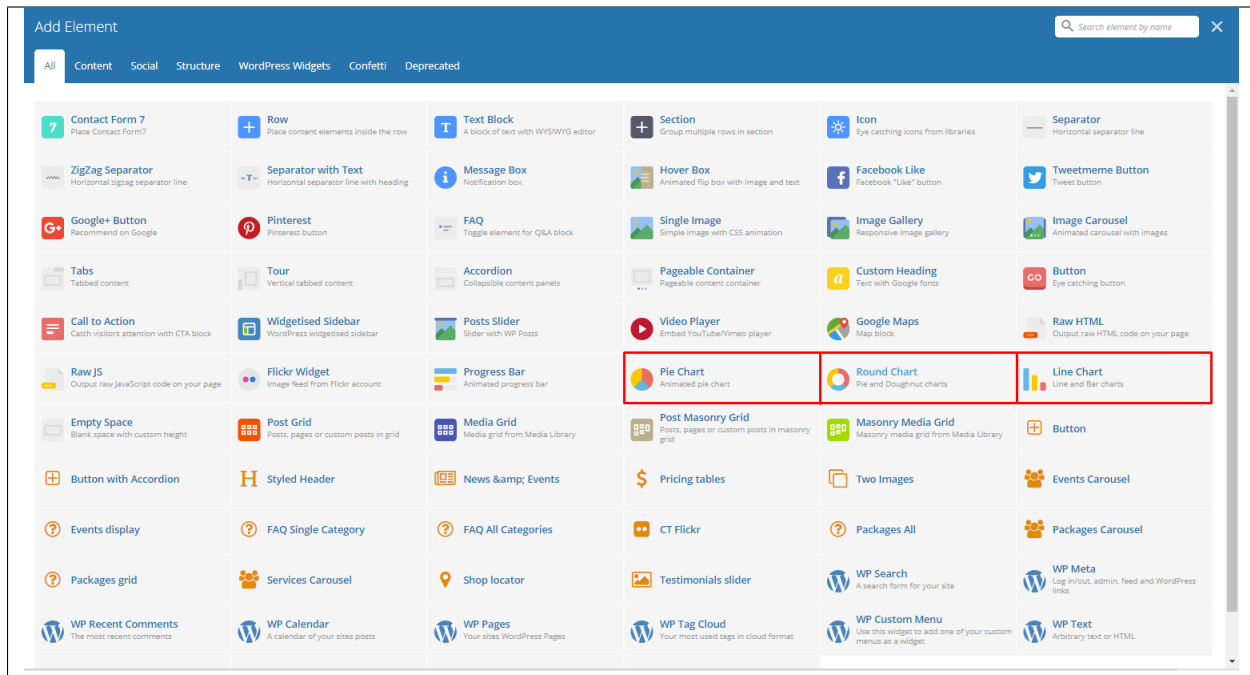 Add Element
Search element by name
All Content Social Structure WordPress Widgets Confetti Deprecated
7 Contact Form 7
Place Contact Form7
Row
Place content elements inside the row
T Text Block
A block of text with WYSIWYG editor
Section
Group multiple rows in section
Icon
Eye catching icons from libraries
Separator
Horizontal separator line
ZigZag Separator
Horizontal zigzag separator line
-T- Separator with Text
Horizontal separator line with heading
i Message Box
Notification box
Hover Box
Animated flip box with image and text
f Facebook Like
Facebook "Like" button
Tweetmeme Button
Tweet button
G+ Google+ Button
Recommend on Google
Pinterest
Pinterest button
FAQ
Toggle element for Q&A block
Single Image
Simple image with CSS animation
Image Gallery
Responsive image gallery
Image Carousel
Animated carousel with images
Tabs
Tabbed content
Tour
Vertical tabbed content
Accordion
Collapsible content panels
Pageable Container
Pageable content container
a Custom Heading
Text with Google fonts
GO Button
Eye catching button
Call to Action
Catch visitors attention with CTA block
Widgetised Sidebar
WordPress widgetised sidebar
Posts Slider
Slider with WP Posts
Video Player
Embed YouTube/Vimeo player
Google Maps
Map block
Raw HTML
Output raw HTML code on your page
Raw JS
Output raw JavaScript code on your page
Flickr Widget
Image feed from Flickr account
Progress Bar
Animated progress bar
Pie Chart
Animated pie chart
Round Chart
Pie and Doughnut charts
Line Chart
Line and Bar charts
Empty Space
Blank space with custom height
Post Grid
Posts, pages or custom posts in grid
Media Grid
Media grid from Media Library
Post Masonry Grid
Posts, pages or custom posts in masonry
grid
Masonry Media Grid
Masonry media grid from Media Library
Button
Button with Accordion
H Styled Header
News &amp; Events
$ Pricing tables
Two Images
Events Carousel
? Events display
? FAQ Single Category
? FAQ All Categories
CT Flickr
? Packages All
Packages Carousel
? Packages grid
Services Carousel
Shop locator
Testimonials slider
WP Search
A search form for your site
WP Meta
Log in/out, admin, feed and WordPress
links
WP Recent Comments
The most recent comments
WP Calendar
A calendar of your sites posts
WP Pages
Your sites WordPress Pages
WP Tag Cloud
Your most used tags in cloud format
WP Custom Menu
Use this widget to add one of your custom
menus as a widget
WP Text
Arbitrary text or HTML